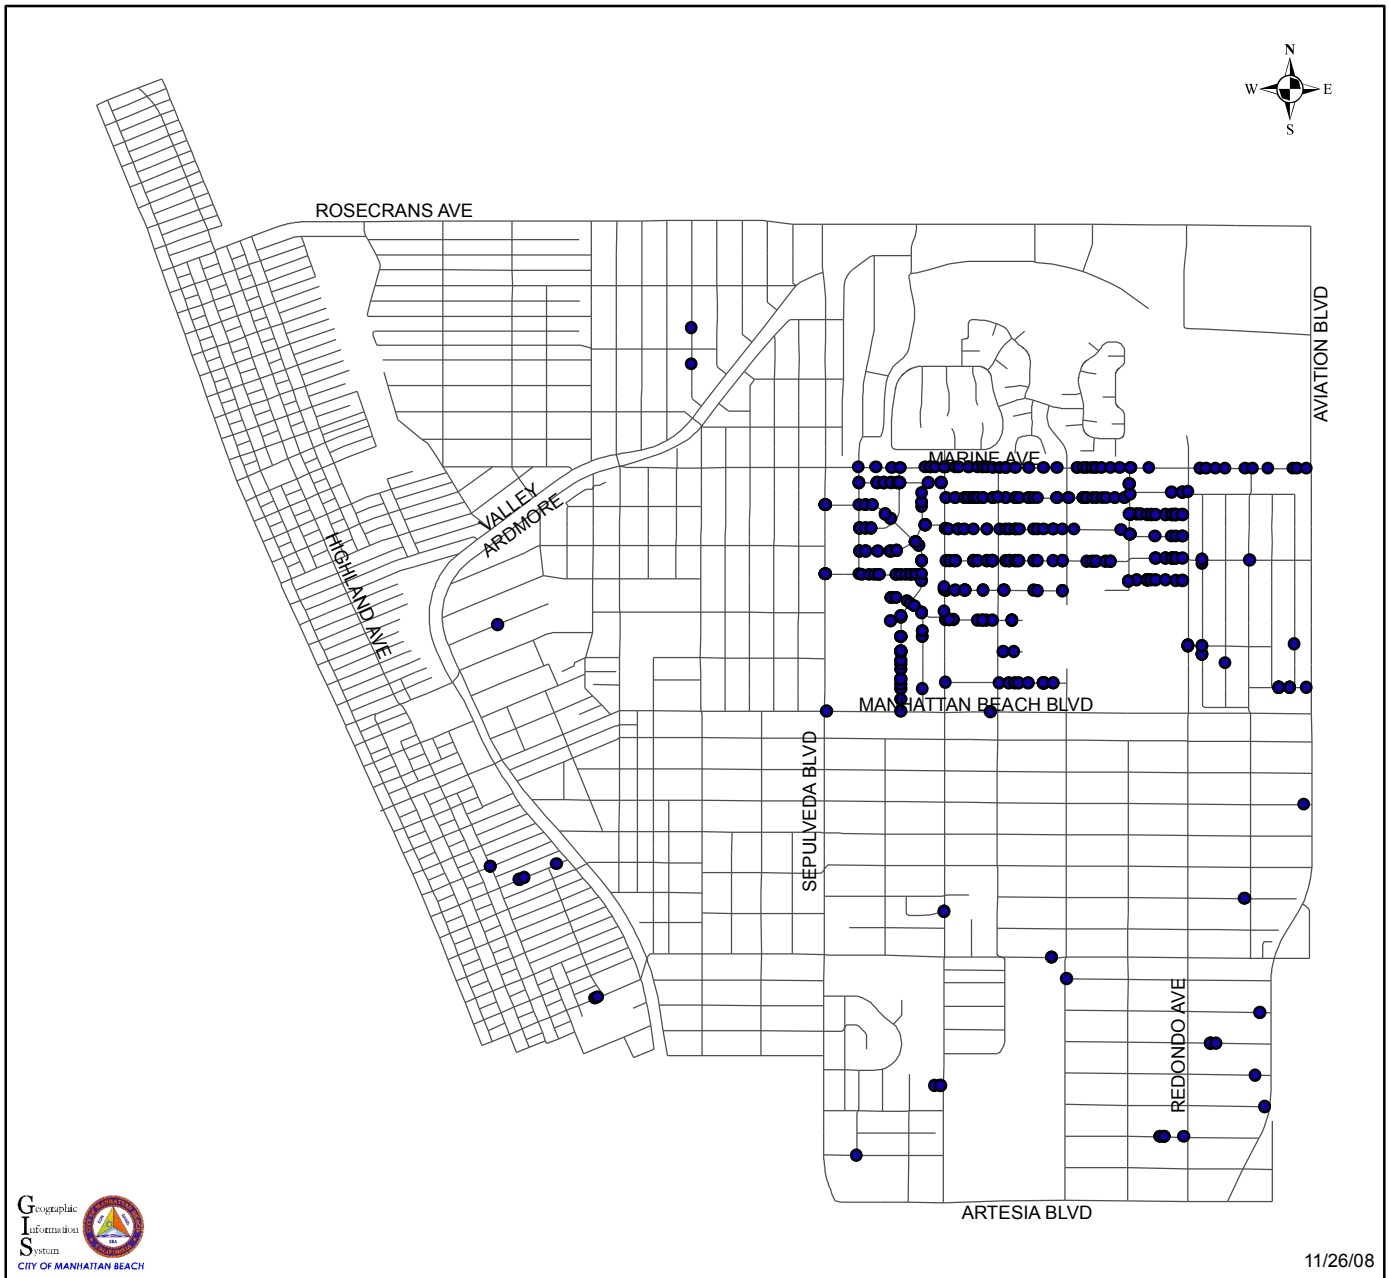 N
W E
S
ROSECRANS AVE
AVIATION BLVD
MARINE AVE
VALLEY
ARDMORE
HIGHLAND AVE
MANHATTAN BEACH BLVD
SEPULVEDA BLVD
REDONDO AVE
ARTESIA BLVD
Geographic
Information
System
CITY OF MANHATTAN BEACH
11/26/08